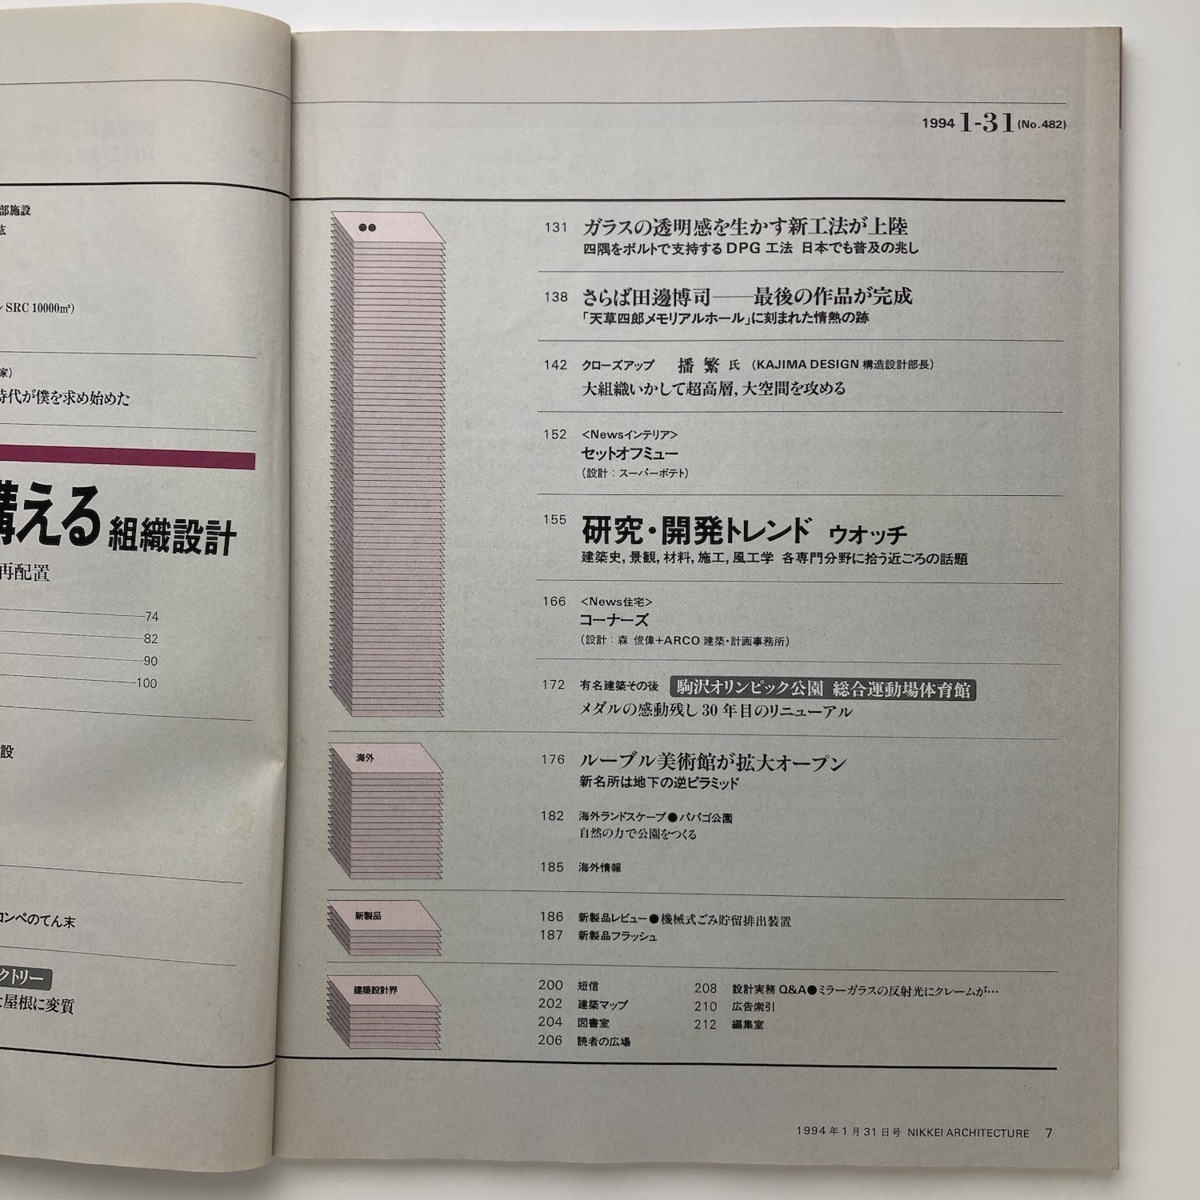 部施設
SRC 10000㎡)
家)
時代が僕を求め始めた
構える 組織設計
再配置
74
82
90
100
設
コンペのてん末
クトリー
屋根に変質
1994 1-31 (No.482)
●●
131 ガラスの透明感を生かす新工法が上陸
四隅をボルトで支持する DPG 工法 日本でも普及の兆し
138 さらば田邊博司──最後の作品が完成
「天草四郎メモリアルホール」に刻まれた情熱の跡
142 クローズアップ 播 繁 氏 (KAJIMA DESIGN 構造設計部長)
大組織いかして超高層, 大空間を攻める
152 <Newsインテリア>
セットオフミュー
(設計：スーパーポテト)
155 研究・開発トレンド ウオッチ
建築史, 景観, 材料, 施工, 風工学 各専門分野に拾う近ごろの話題
166 <News住宅>
コーナーズ
(設計：森 俊偉+ARCO 建築・計画事務所)
172 有名建築その後 駒沢オリンピック公園 総合運動場体育館
メダルの感動残し 30 年目のリニューアル
海外
176 ルーブル美術館が拡大オープン
新名所は地下の逆ピラミッド
182 海外ランドスケープ●パパゴ公園
自然の力で公園をつくる
185 海外情報
新製品
186 新製品レビュー●機械式ごみ貯留排出装置
187 新製品フラッシュ
建築設計界
200 短信
202 建築マップ
204 図書室
206 読者の広場
208 設計実務 Q&A●ミラーガラスの反射光にクレームが…
210 広告索引
212 編集室
1994年1月31日号 NIKKEI ARCHITECTURE 7